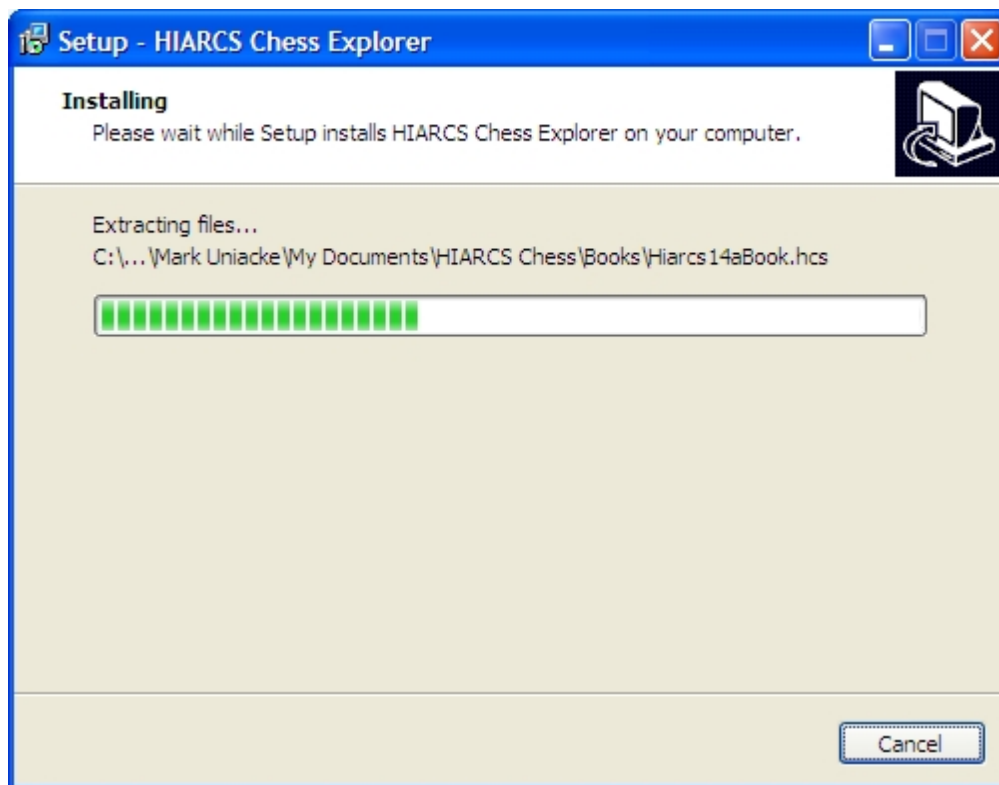 Setup - HIARCS Chess Explorer
Installing
Please wait while Setup installs HIARCS Chess Explorer on your computer.
Extracting files...
C:\...\Mark Uniacke\My Documents\HIARCS Chess\Books\Hiarcs14aBook.hcs
Cancel